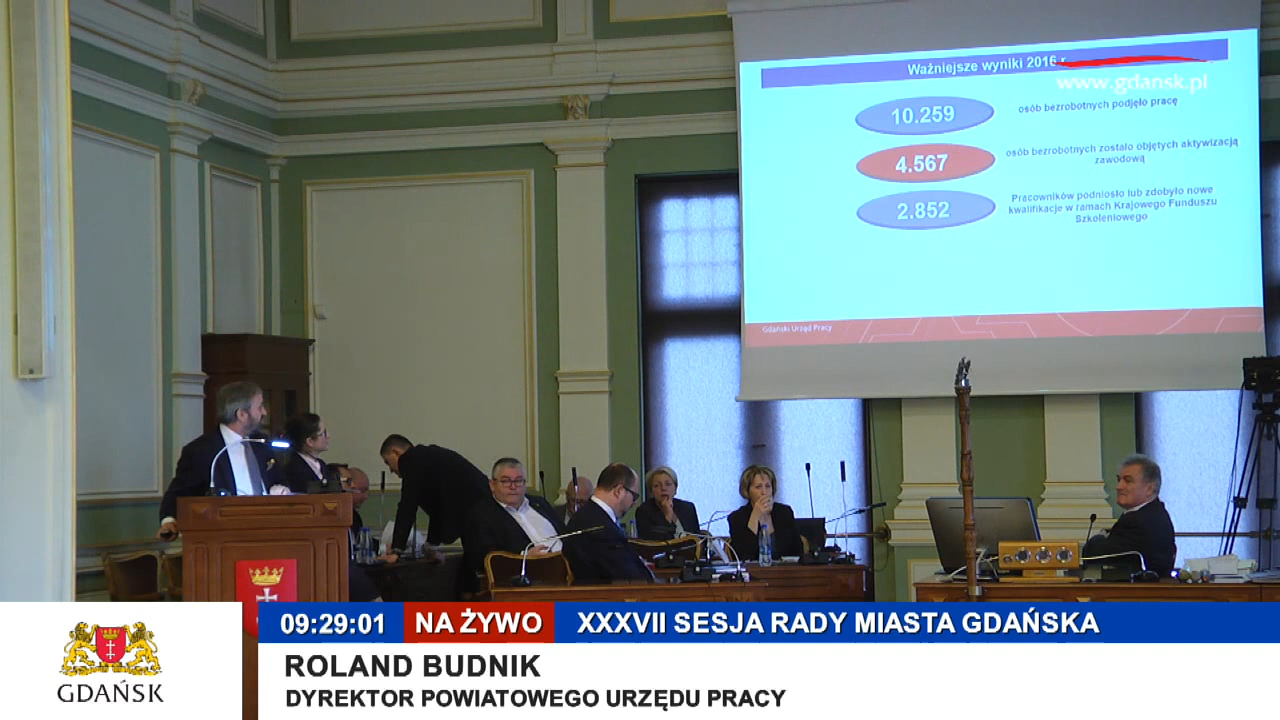 Ważniejsze wyniki 2016 r.
www.gdansk.pl
10.259
osób bezrobotnych podjęło pracę
4.567
osób bezrobotnych zostało objętych aktywizacją
zawodową
2.852
Pracowników podniosło lub zdobyło nowe
kwalifikacje w ramach Krajowego Funduszu
Szkoleniowego
Gdański Urząd Pracy
09:29:01 NA ŻYWO XXXVII SESJA RADY MIASTA GDAŃSKA
ROLAND BUDNIK
DYREKTOR POWIATOWEGO URZĘDU PRACY
GDAŃSK